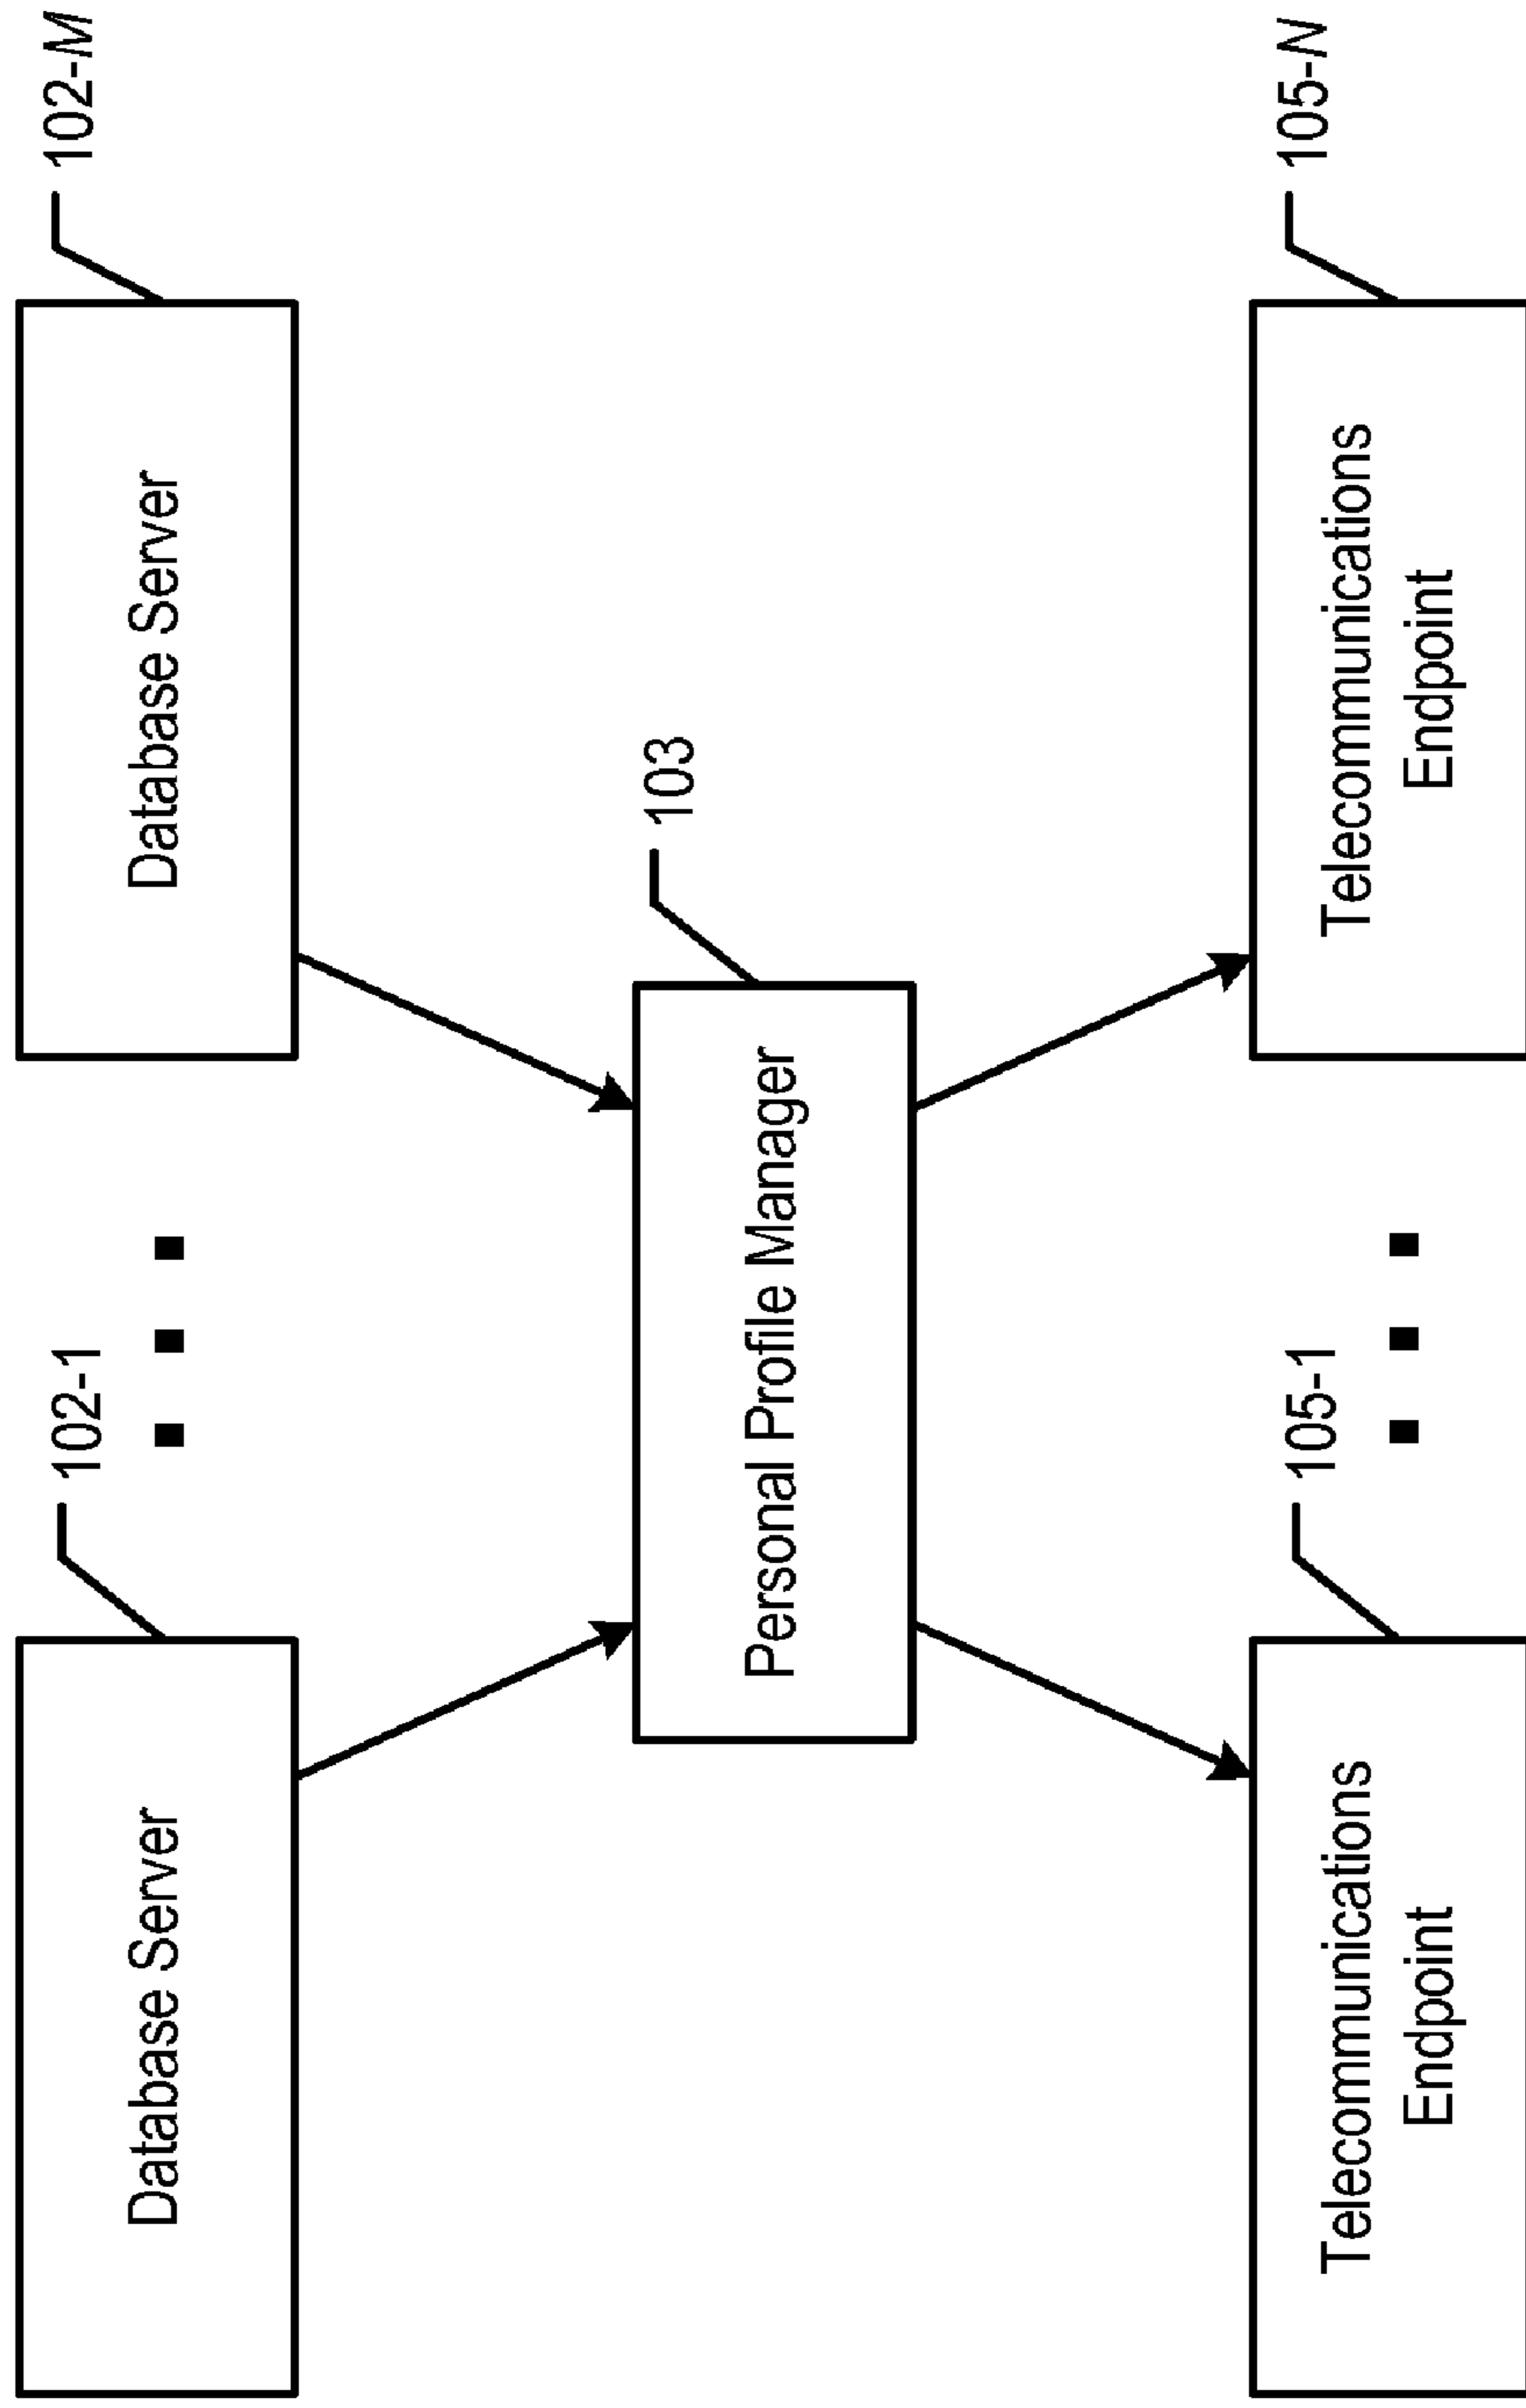 102-1
102-M
Database Server
Database Server
103
Personal Profile Manager
105-1
105-N
Telecommunications
Endpoint
Telecommunications
Endpoint